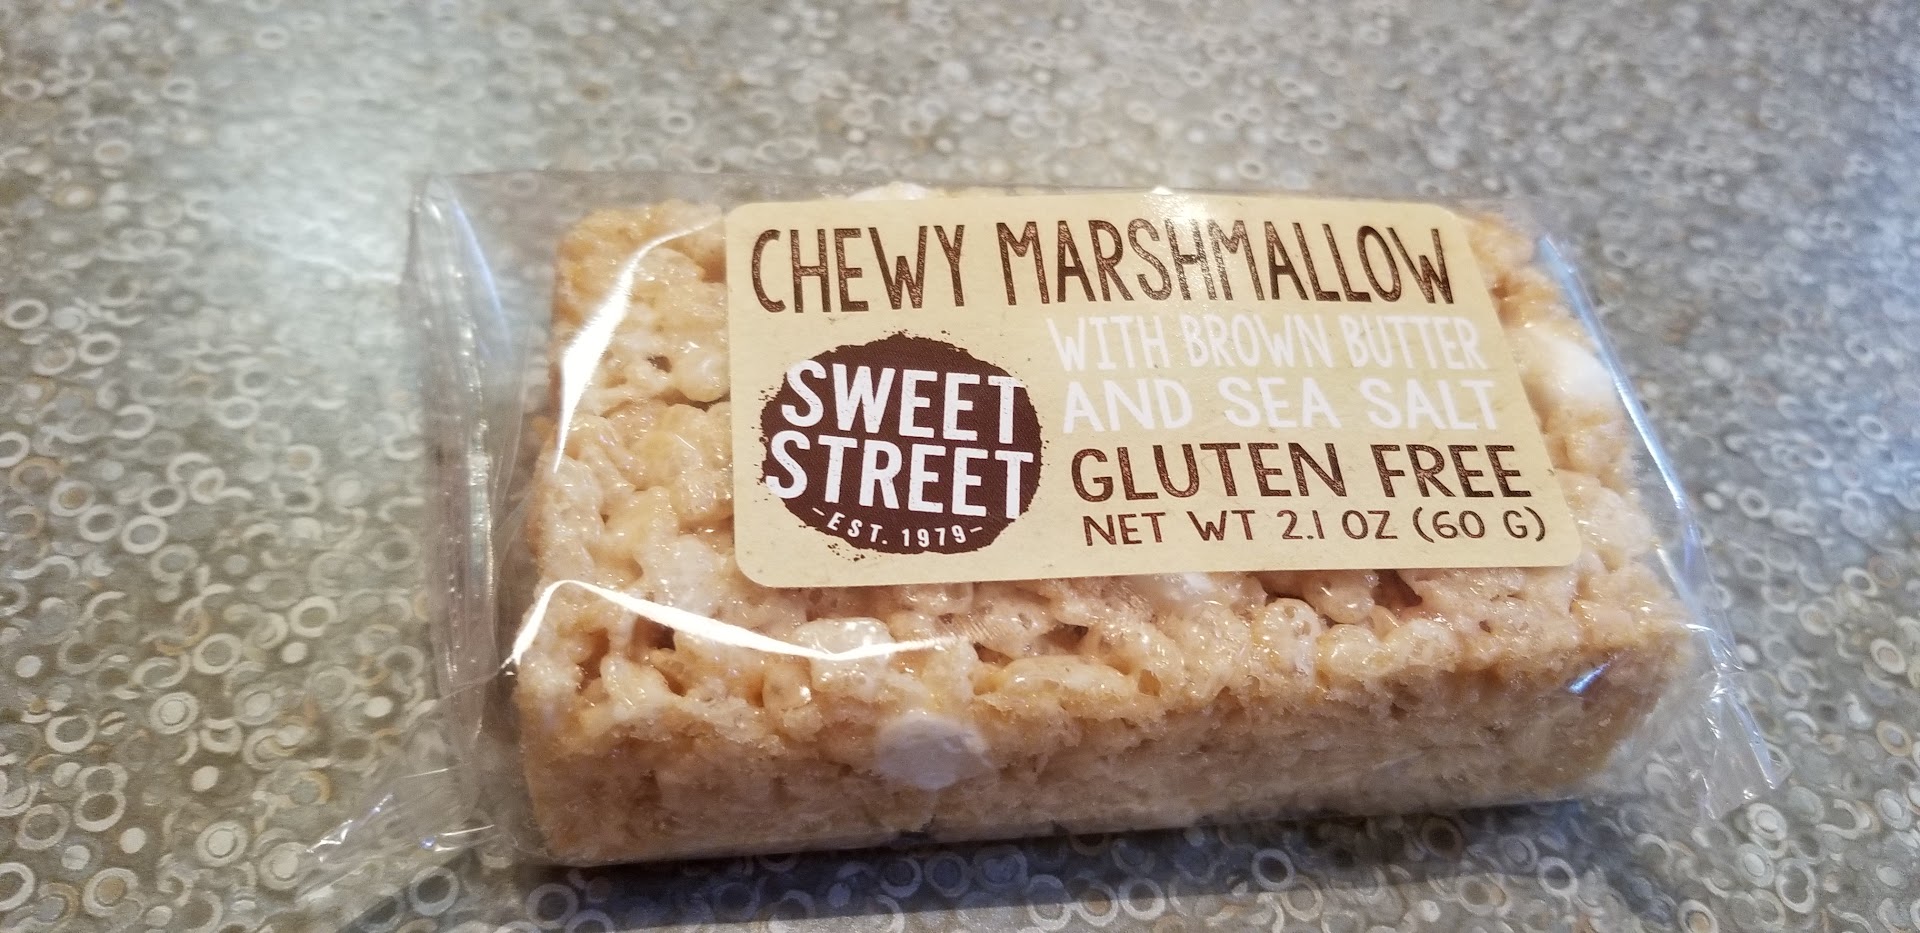 CHEWY MARSHMALLOW
WITH BROWN BUTTER
AND SEA SALT
GLUTEN FREE
NET WT 2.1 OZ (60 G)
SWEET
STREET
-EST. 1979-